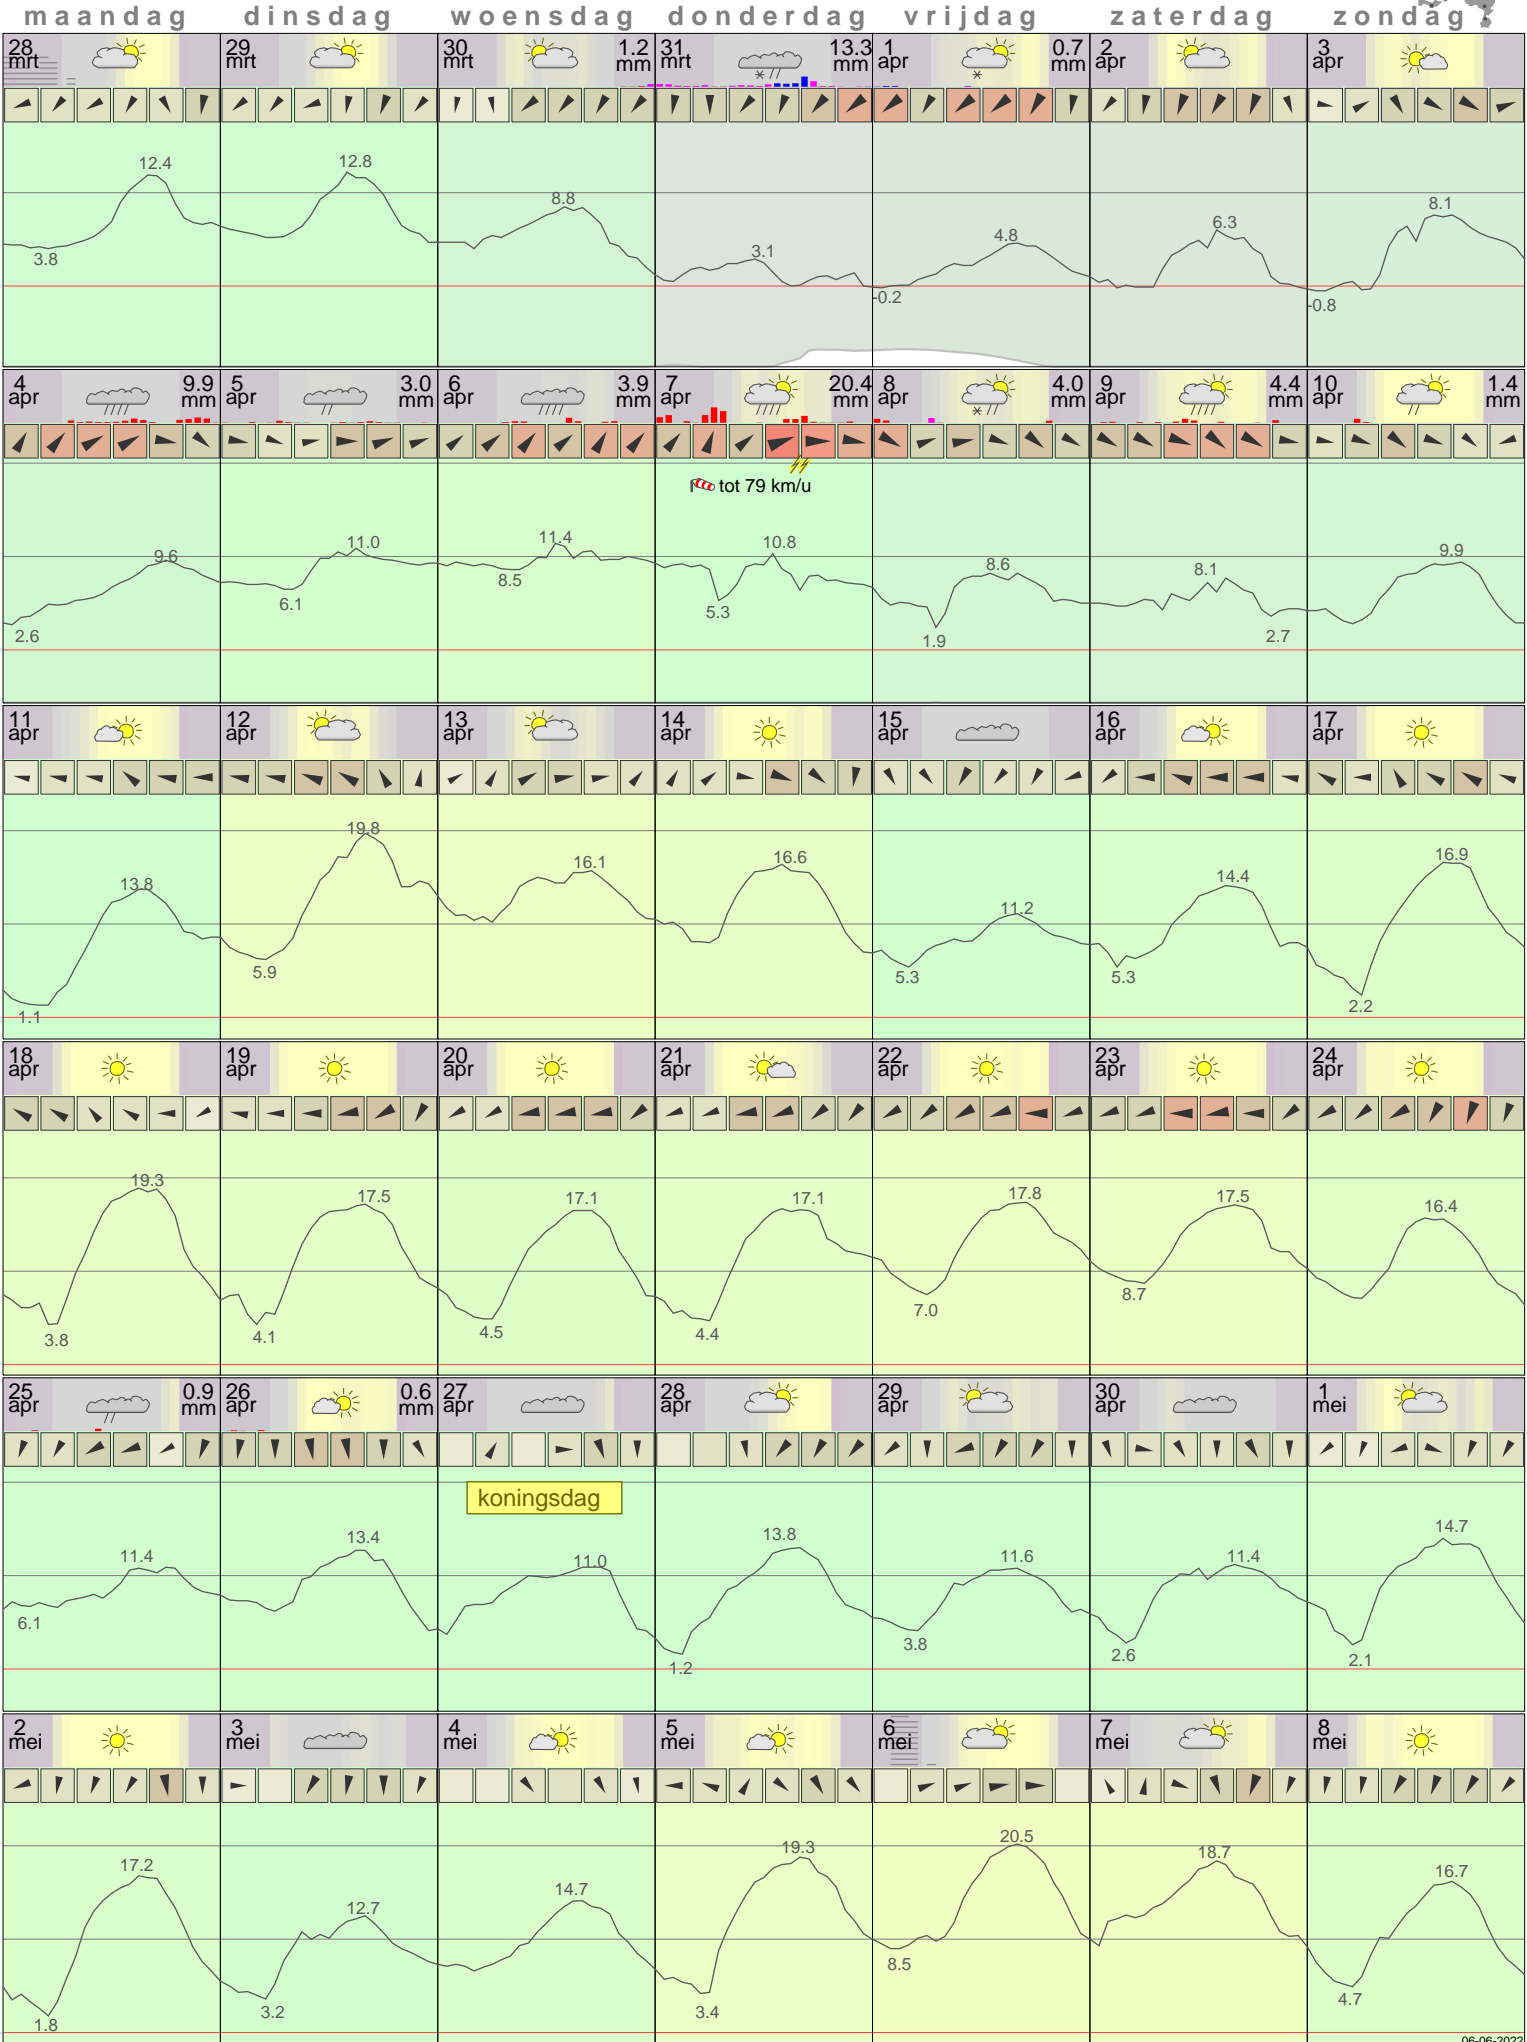 maandag dinsdag woensdag donderdag vrijdag zaterdag zondag
28 29 30 1.2 31 13.3 1 0.7 2 3
mrt mrt mrt mm mrt mm apr mm apr apr
12.4 12.8 8.8 3.1 4.8 6.3 8.1
3.8 -0.2 -0.8
4 9.9 5 3.0 6 3.9 7 20.4 8 4.0 9 4.4 10 1.4
apr mm apr mm apr mm apr mm apr mm apr mm apr mm
tot 79 km/u
9.6 11.0 11.4 10.8 8.6 8.1 9.9
2.6 6.1 8.5 5.3 1.9 2.7
11 12 13 14 15 16 17
apr apr apr apr apr apr apr
13.8 19.8 16.1 16.6 11.2 14.4 16.9
1.1 5.9 5.3 5.3 2.2
18 19 20 21 22 23 24
apr apr apr apr apr apr apr
19.3 17.5 17.1 17.1 17.8 17.5 16.4
3.8 4.1 4.5 4.4 7.0 8.7
25 0.9 26 0.6 27 28 29 30 1
apr mm apr mm apr apr apr apr mei
koningsdag
11.4 13.4 11.0 13.8 11.6 11.4 14.7
6.1 1.2 3.8 2.6 2.1
2 3 4 5 6 7 8
mei mei mei mei mei mei mei
17.2 12.7 14.7 19.3 20.5 18.7 16.7
1.8 3.2 3.4 8.5 4.7
06-06-2022